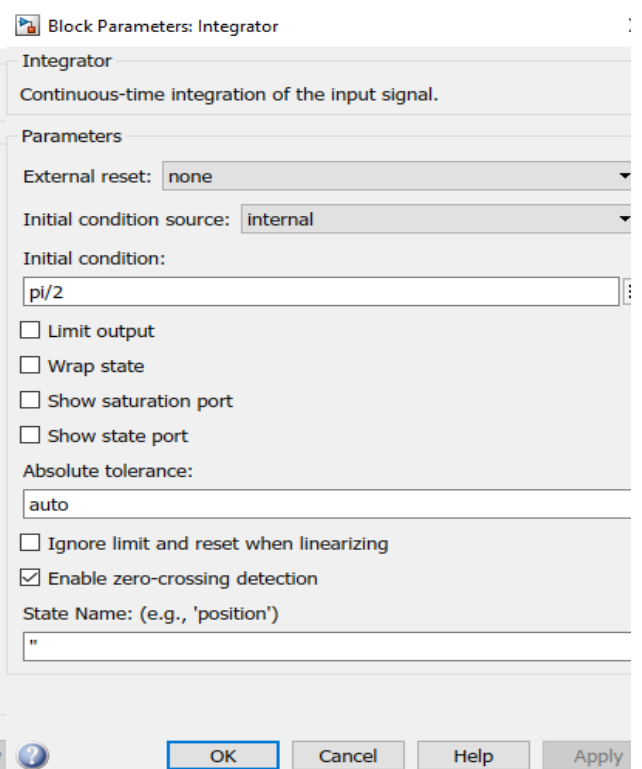 Block Parameters: Integrator
Integrator
Continuous-time integration of the input signal.
Parameters
External reset: none
Initial condition source: internal
Initial condition:
pi/2
Limit output
Wrap state
Show saturation port
Show state port
Absolute tolerance:
auto
Ignore limit and reset when linearizing
Enable zero-crossing detection
State Name: (e.g., 'position')
''
OK Cancel Help Apply